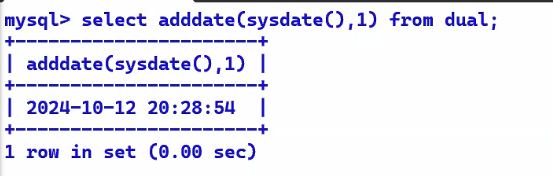 mysql> select adddate(sysdate(),1) from dual;
+----------------------+
| adddate(sysdate(),1) |
+----------------------+
| 2024-10-12 20:28:54  |
+----------------------+
1 row in set (0.00 sec)